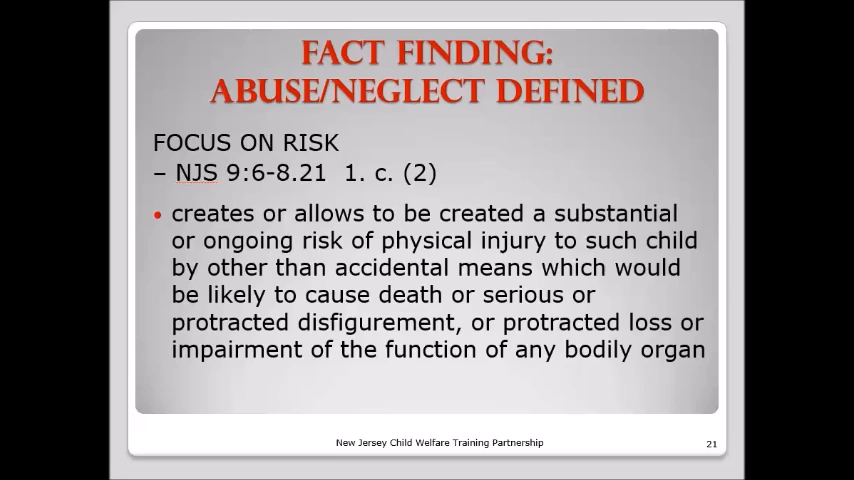 FACT FINDING:
ABUSE/NEGLECT DEFINED
FOCUS ON RISK
– NJS 9:6-8.21 1. c. (2)
• creates or allows to be created a substantial
or ongoing risk of physical injury to such child
by other than accidental means which would
be likely to cause death or serious or
protracted disfigurement, or protracted loss or
impairment of the function of any bodily organ
New Jersey Child Welfare Training Partnership
21